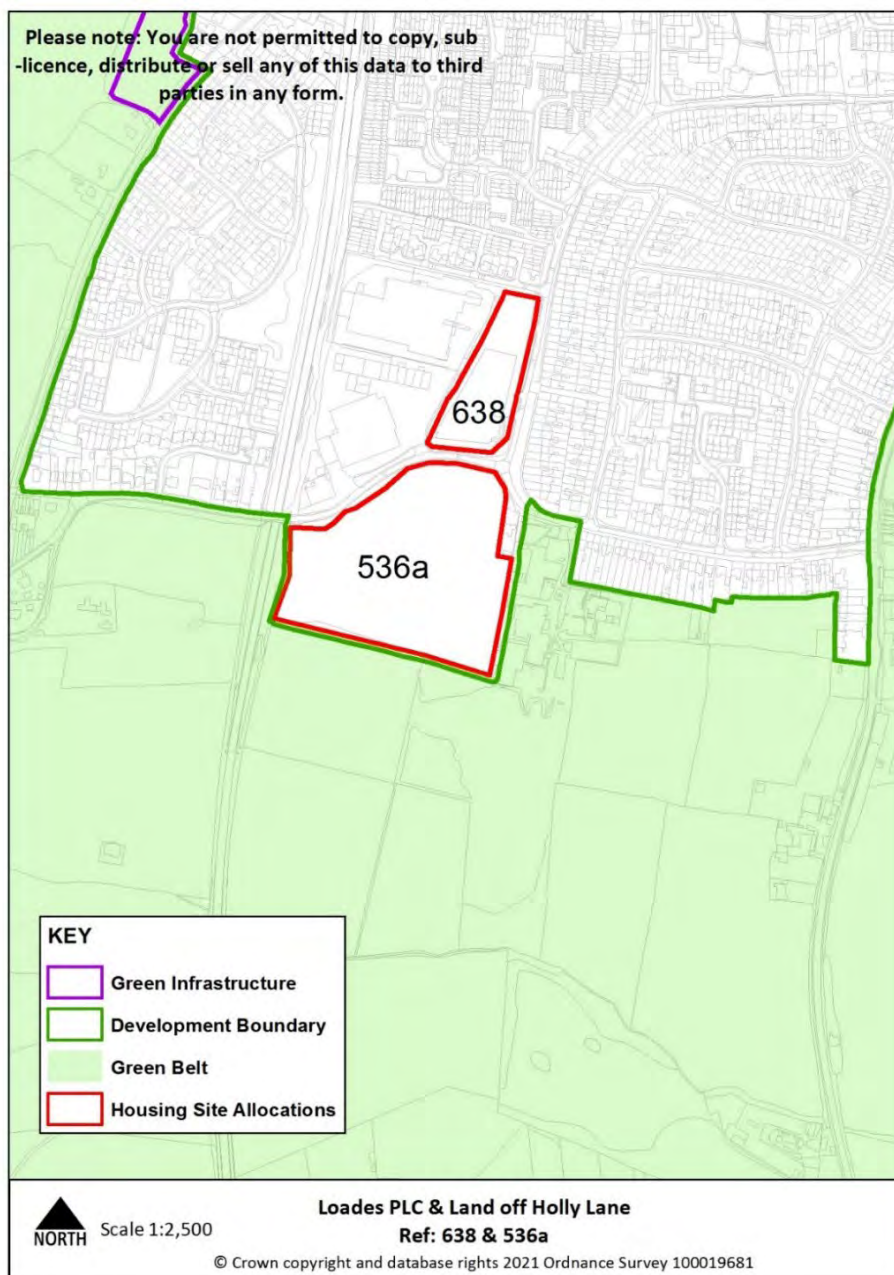 Please note: You are not permitted to copy, sub
-licence, distribute or sell any of this data to third
parties in any form.
638
536a
KEY
Green Infrastructure
Development Boundary
Green Belt
Housing Site Allocations
NORTH
Scale 1:2,500
Loades PLC & Land off Holly Lane
Ref: 638 & 536a
© Crown copyright and database rights 2021 Ordnance Survey 100019681